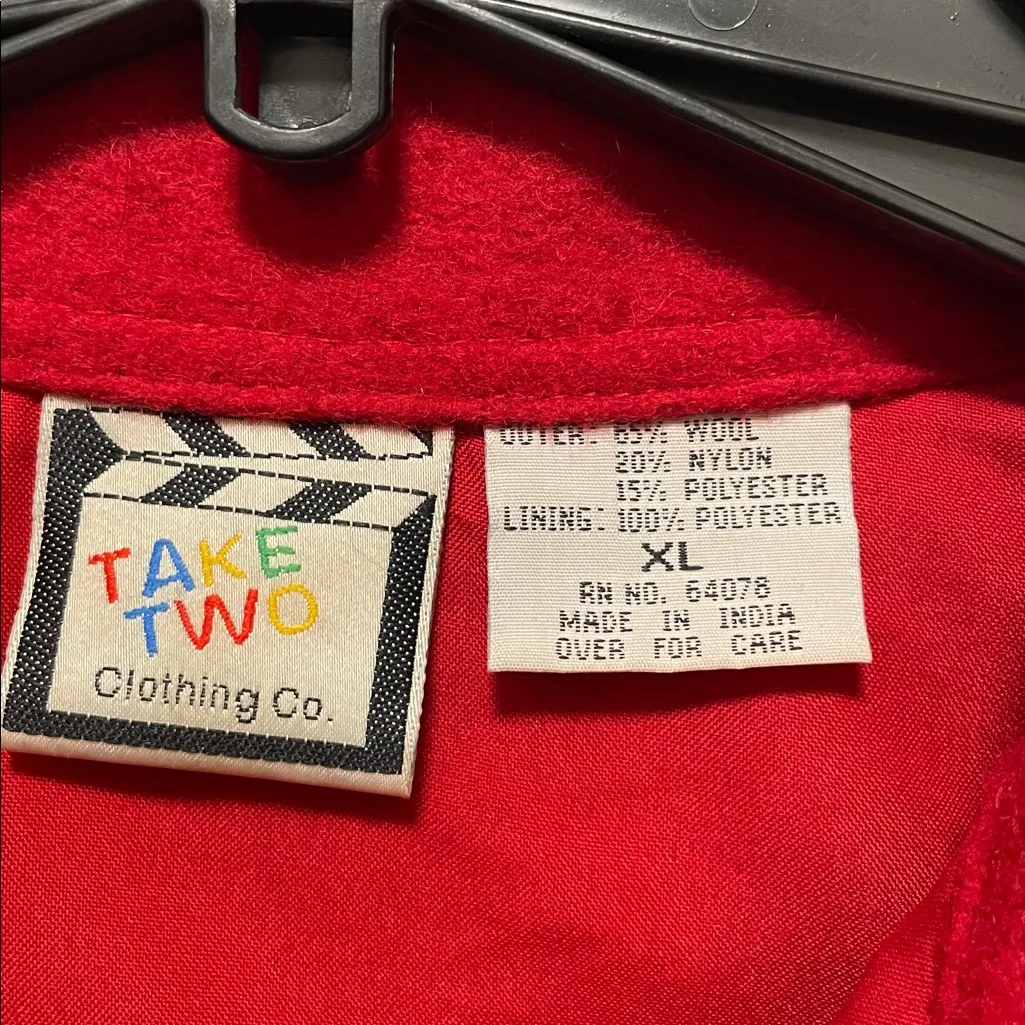 TAKE
TWO
Clothing Co.
OUTER: 65% WOOL
20% NYLON
15% POLYESTER
LINING: 100% POLYESTER
XL
RN NO. 64078
MADE IN INDIA
OVER FOR CARE